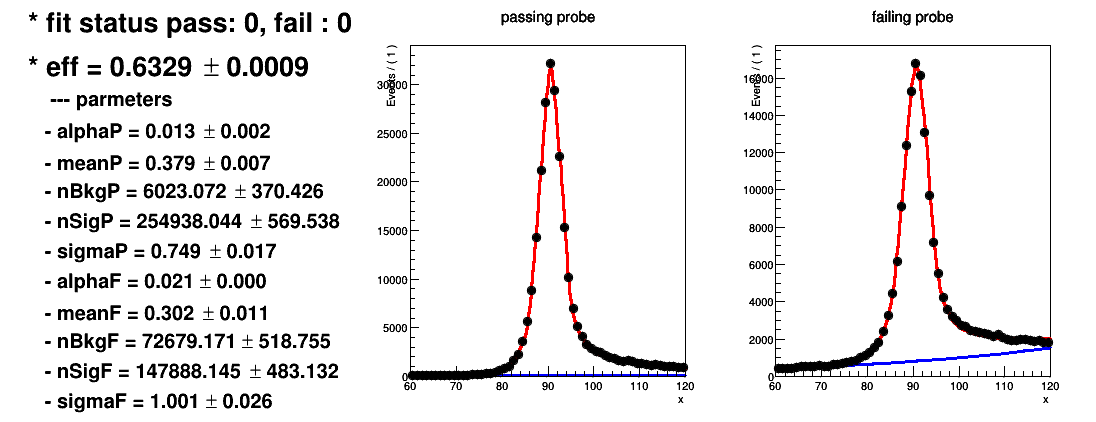 * fit status pass: 0, fail : 0
* eff = 0.6329 ± 0.0009
--- parmeters
- alphaP = 0.013 ± 0.002
- meanP = 0.379 ± 0.007
- nBkgP = 6023.072 ± 370.426
- nSigP = 254938.044 ± 569.538
- sigmaP = 0.749 ± 0.017
- alphaF = 0.021 ± 0.000
- meanF = 0.302 ± 0.011
- nBkgF = 72679.171 ± 518.755
- nSigF = 147888.145 ± 483.132
- sigmaF = 1.001 ± 0.026
passing probe
Events / ( 1 )
30000
25000
20000
15000
10000
5000
0
60 70 80 90 100 110 120
x
failing probe
Events / ( 1 )
16000
14000
12000
10000
8000
6000
4000
2000
0
60 70 80 90 100 110 120
x